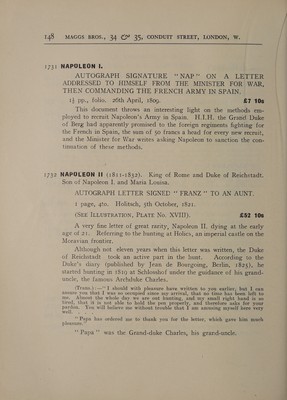 148 MAGGS BROS., 34 & 35, CONDUIT STREET, LONDON, W.
1731 NAPOLEON I.
AUTOGRAPH SIGNATURE "NAP" ON A LETTER
ADDRESSED TO HIMSELF FROM THE MINISTER FOR WAR,
THEN COMMANDING THE FRENCH ARMY IN SPAIN.
1½ pp., folio. 26th April, 1809. £7 10s
This document throws an interesting light on the methods em-
ployed to recruit Napoleon's Army in Spain. H.I.H. the Grand Duke
of Berg had apparently promised to the foreign regiments fighting for
the French in Spain, the sum of 30 francs a head for every new recruit,
and the Minister for War writes asking Napoleon to sanction the con-
tinuation of these methods.
1732 NAPOLEON II (1811-1832). King of Rome and Duke of Reichstadt.
Son of Napoleon I. and Maria Louisa.
AUTOGRAPH LETTER SIGNED "FRANZ" TO AN AUNT.
1 page, 4to. Holitsch, 5th October, 1821.
(SEE ILLUSTRATION, PLATE No. XVIII). £52 10s
A very fine letter of great rarity, Napoleon II. dying at the early
age of 21. Referring to the hunting at Holics, an imperial castle on the
Moravian frontier.
Although not eleven years when this letter was written, the Duke
of Reichstadt took an active part in the hunt. According to the
Duke's diary (published by Jean de Bourgoing, Berlin, 1825), he
started hunting in 1819 at Schlosshof under the guidance of his grand-
uncle, the famous Archduke Charles.
(Trans.):—"I should with pleasure have written to you earlier, but I can
assure you that I was so occupied since my arrival, that no time has been left to
me. Almost the whole day we are out hunting, and my small right hand is so
tired, that it is not able to hold the pen properly, and therefore asks for your
pardon. You will believe me without trouble that I am amusing myself here very
well.
"Papa has ordered me to thank you for the letter, which gave him much
pleasure."
"Papa" was the Grand-duke Charles, his grand-uncle.